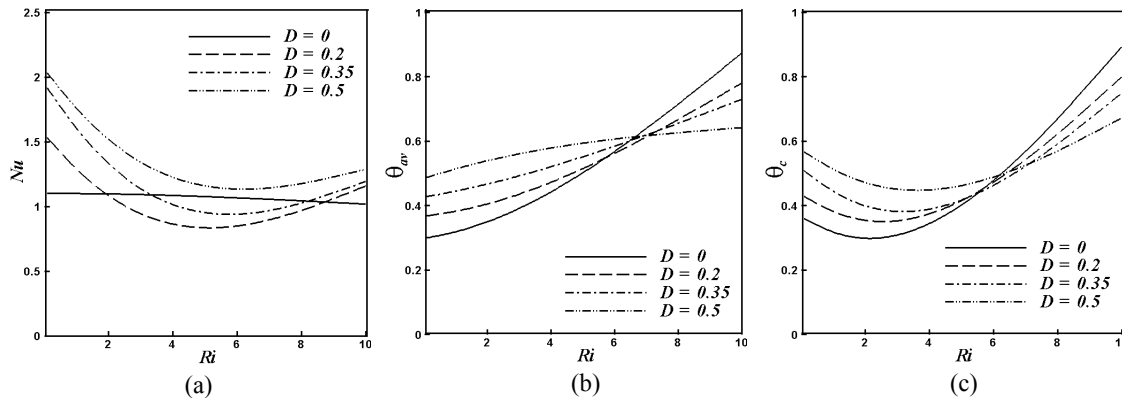 2.5
2
1.5
1
0.5
0
Nu
D = 0
D = 0.2
D = 0.35
D = 0.5
2
4
6
8
10
Ri
(a)
1
0.8
0.6
0.4
0.2
0
θav
D = 0
D = 0.2
D = 0.35
D = 0.5
2
4
6
8
10
Ri
(b)
1
0.8
0.6
0.4
0.2
0
θc
D = 0
D = 0.2
D = 0.35
D = 0.5
2
4
6
8
10
Ri
(c)